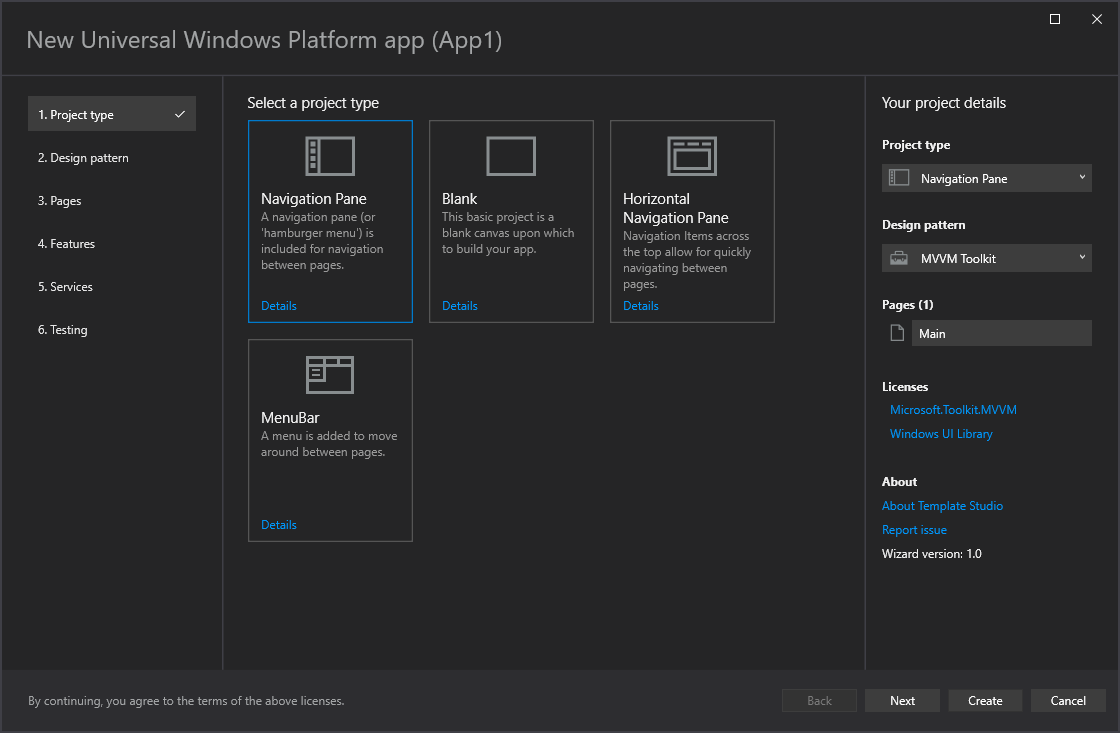 New Universal Windows Platform app (App1)
1. Project type
2. Design pattern
3. Pages
4. Features
5. Services
6. Testing
Select a project type
Navigation Pane
A navigation pane (or
'hamburger menu') is
included for navigation
between pages.
Details
Blank
This basic project is a
blank canvas upon which
to build your app.
Details
Horizontal
Navigation Pane
Navigation Items across
the top allow for quickly
navigating between
pages.
Details
MenuBar
A menu is added to move
around between pages.
Details
Your project details
Project type
Navigation Pane
Design pattern
MVVM Toolkit
Pages (1)
Main
Licenses
Microsoft.Toolkit.MVVM
Windows UI Library
About
About Template Studio
Report issue
Wizard version: 1.0
By continuing, you agree to the terms of the above licenses.
Back
Next
Create
Cancel